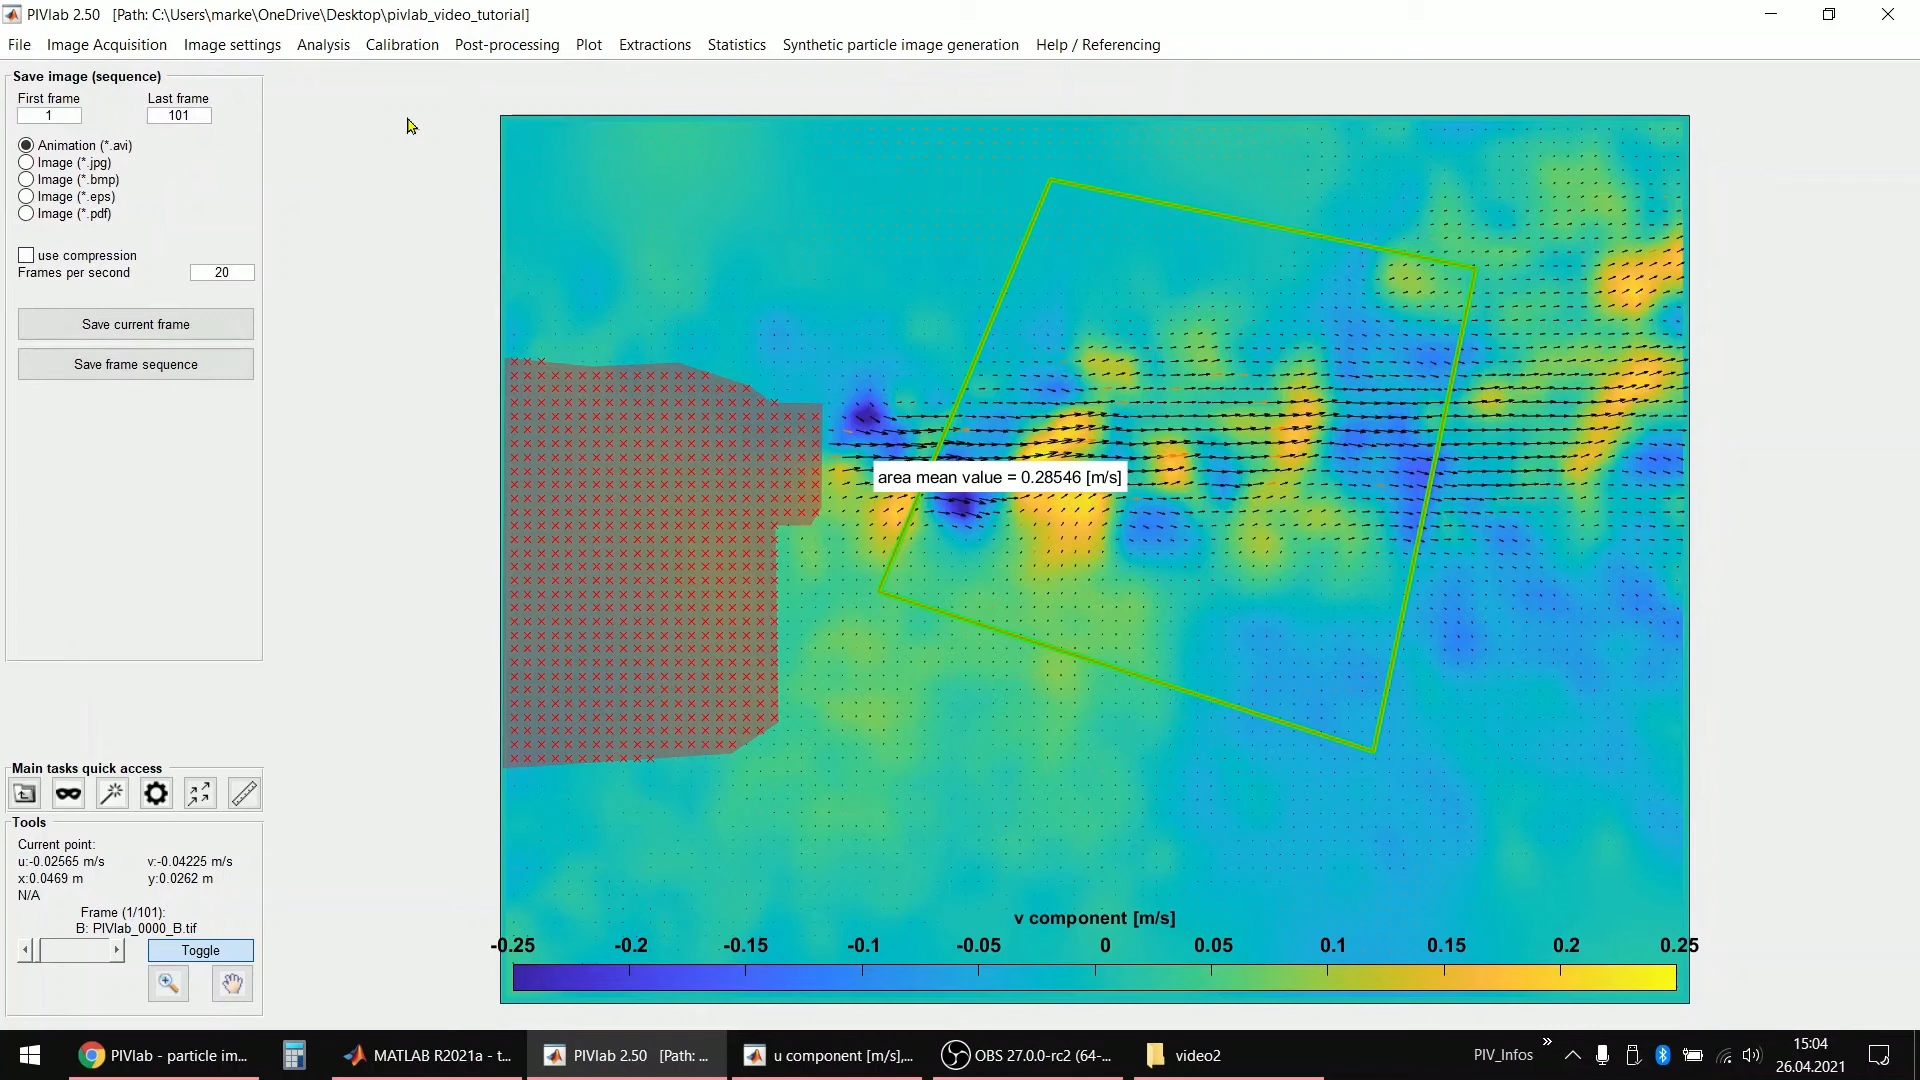 PIVlab 2.50   [Path: C:\Users\marke\OneDrive\Desktop\pivlab_video_tutorial]
File   Image Acquisition   Image settings   Analysis   Calibration   Post-processing   Plot   Extractions   Statistics   Synthetic particle image generation   Help / Referencing
Save image (sequence)
First frame   Last frame
1   101
Animation (*.avi)
Image (*.jpg)
Image (*.bmp)
Image (*.eps)
Image (*.pdf)
use compression
Frames per second   20
Save current frame
Save frame sequence
area mean value = 0.28546 [m/s]
Main tasks quick access
Tools
Current point:
u:-0.02565 m/s   v:-0.04225 m/s
x:0.0469 m   y:0.0262 m
N/A
Frame (1/101):
B: PIVlab_0000_B.tif
Toggle
v component [m/s]
-0.25   -0.2   -0.15   -0.1   -0.05   0   0.05   0.1   0.15   0.2   0.25
PIVlab - particle im...   MATLAB R2021a - t...   PIVlab 2.50   [Path: ...   u component [m/s],...   OBS 27.0.0-rc2 (64-...   video2   PIV_Infos   15:04
26.04.2021